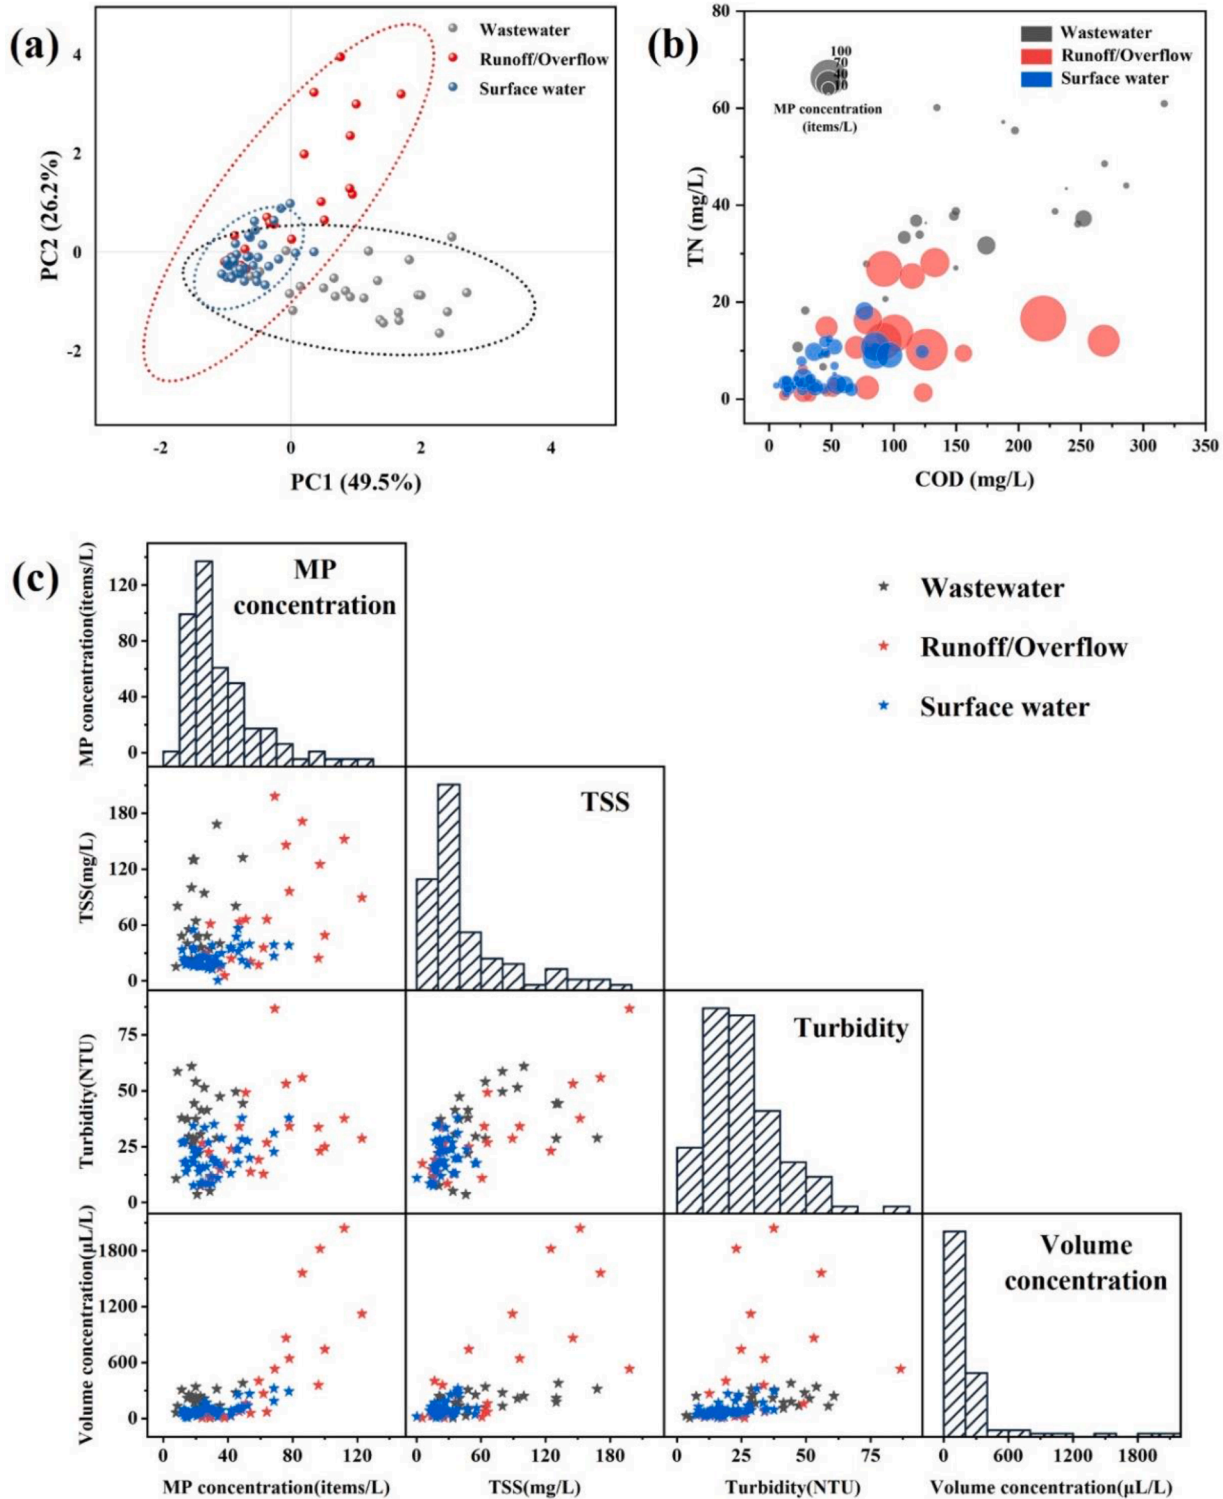 (a)
Wastewater
Runoff/Overflow
Surface water
4
2
0
-2
PC2 (26.2%)
-2
0
2
4
PC1 (49.5%)
(b)
Wastewater
Runoff/Overflow
Surface water
100
70
40
10
MP concentration
(items/L)
80
60
40
20
0
TN (mg/L)
0
50
100
150
200
250
300
350
COD (mg/L)
(c)
MP
concentration
Wastewater
Runoff/Overflow
Surface water
MP concentration(items/L)
120
80
40
0
TSS
TSS(mg/L)
180
120
60
0
Turbidity
Turbidity(NTU)
75
50
25
0
Volume
concentration
Volume concentration(μL/L)
1800
1200
600
0
0
40
80
120
0
60
120
180
0
25
50
75
0
600
1200
1800
MP concentration(items/L)
TSS(mg/L)
Turbidity(NTU)
Volume concentration(μL/L)